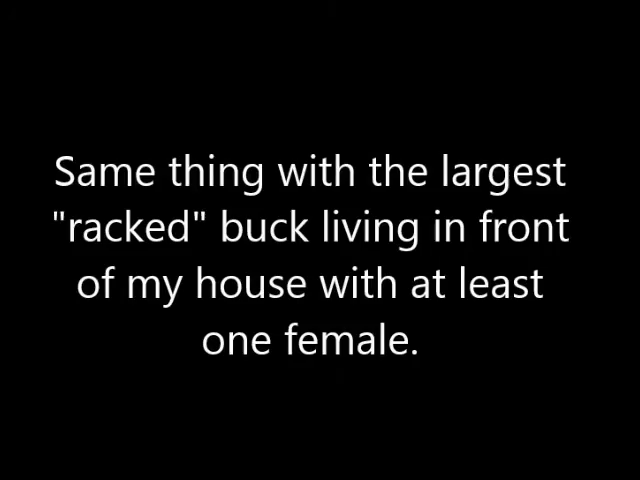 Same thing with the largest
"racked" buck living in front
of my house with at least
one female.